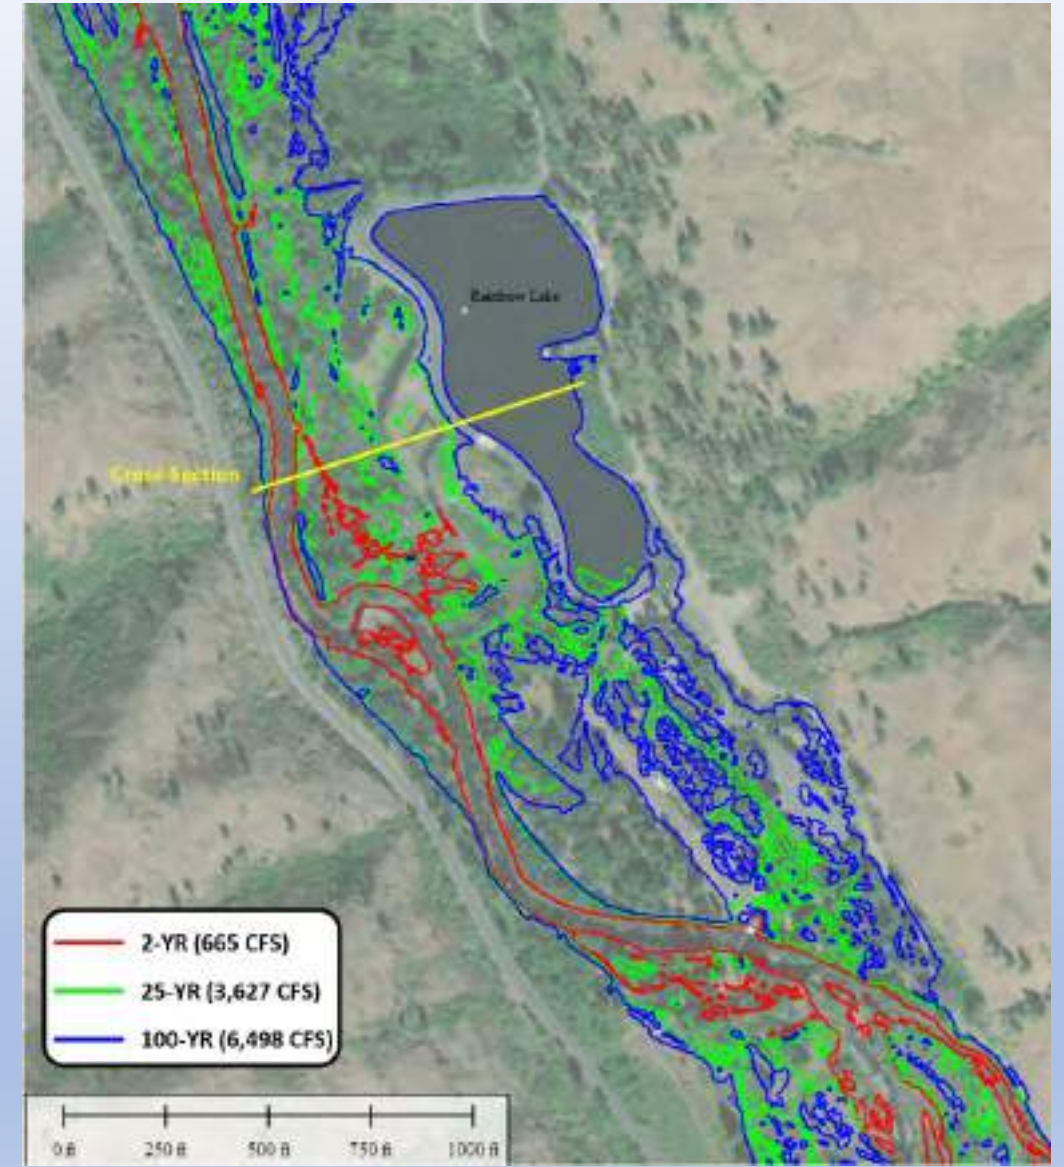 Rainbow Lake
Cross-Section
2-YR (665 CFS)
25-YR (3,627 CFS)
100-YR (6,498 CFS)
0 ft 250 ft 500 ft 750 ft 1000 ft